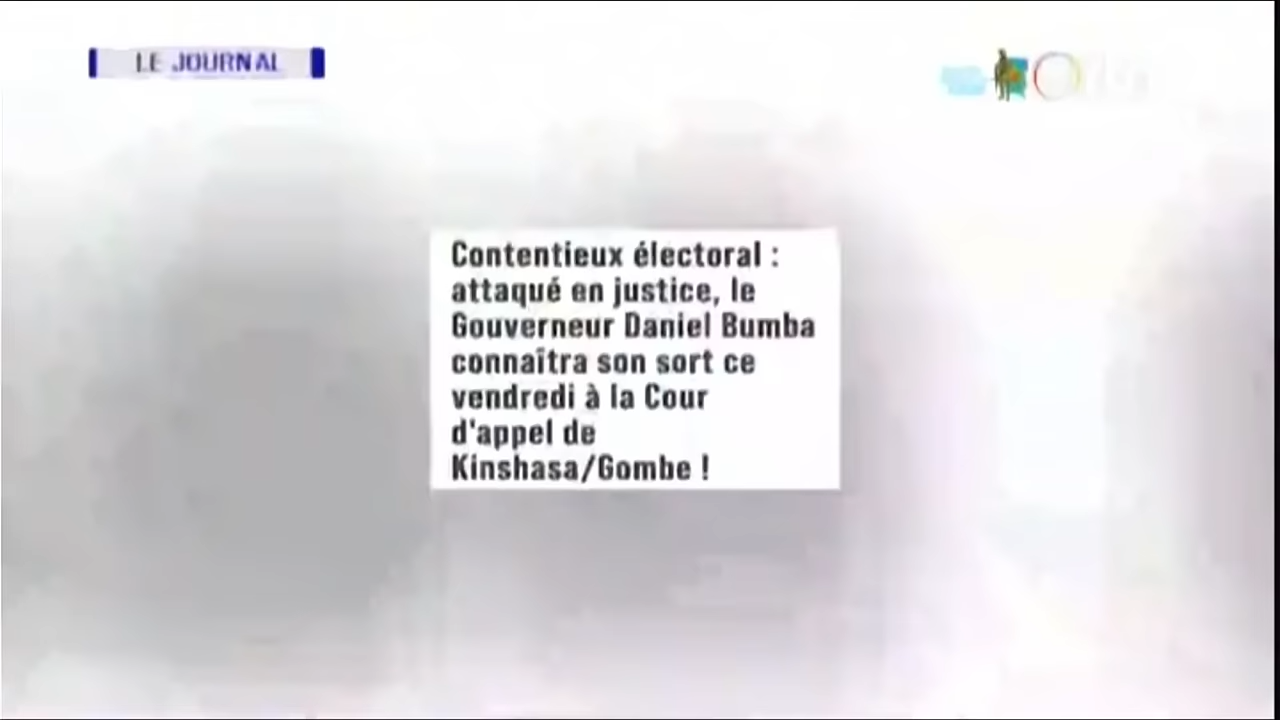 LE JOURNAL
Contentieux électoral :
attaqué en justice, le
Gouverneur Daniel Bumba
connaîtra son sort ce
vendredi à la Cour
d'appel de
Kinshasa/Gombe !